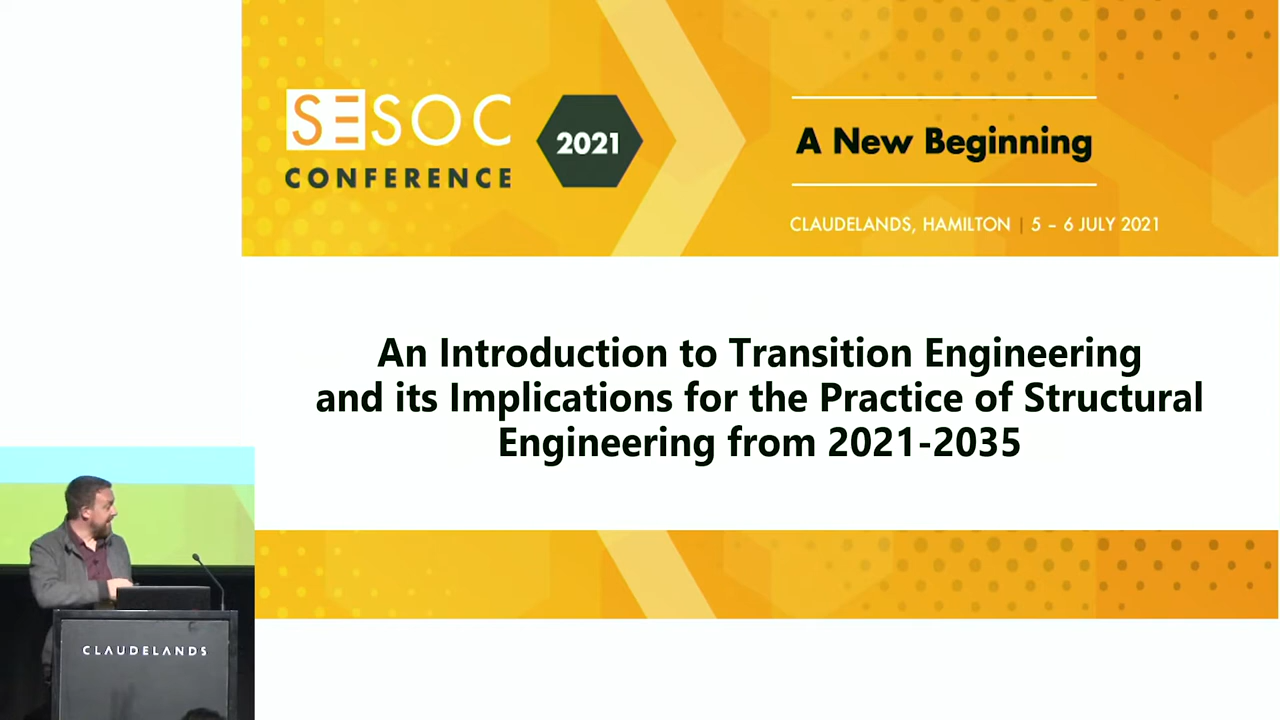 SESOC
CONFERENCE
2021
A New Beginning
CLAUDELANDS, HAMILTON | 5 – 6 JULY 2021
An Introduction to Transition Engineering
and its Implications for the Practice of Structural
Engineering from 2021-2035
CLAUDELANDS